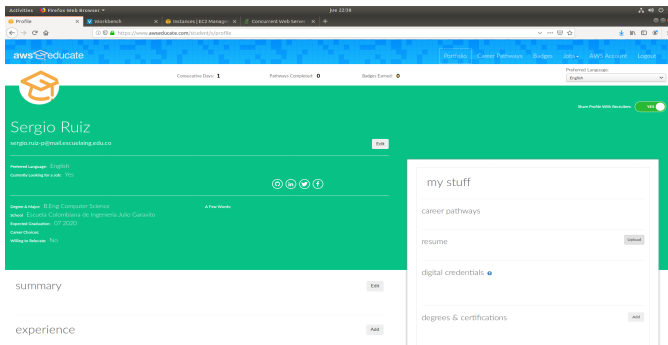 Activities Firefox Web Browser jue 22:38
Profile Workbench Instances | EC2 Manage Concurrent Web Server
https://www.awseducate.com/student/s/profile
aws educate Portfolio Career Pathways Badges Jobs AWS Account Logout
Consecutive Days: 1 Pathways Completed: 0 Badges Earned: 0 Preferred Language:
English
Share Profile With Recruiters: YES
Sergio Ruiz
sergio.ruiz-p@mail.escuelaing.edu.co Edit
Preferred Language: English
Currently Looking for a Job: Yes
my stuff
Degree & Major: B.Eng Computer Science A Few Words:
School: Escuela Colombiana de Ingenieria Julio Garavito
Expected Graduation: 07 2020
Career Choices:
Willing to Relocate: No
career pathways
resume Upload
digital credentials
summary Edit
degrees & certifications Add
experience Add